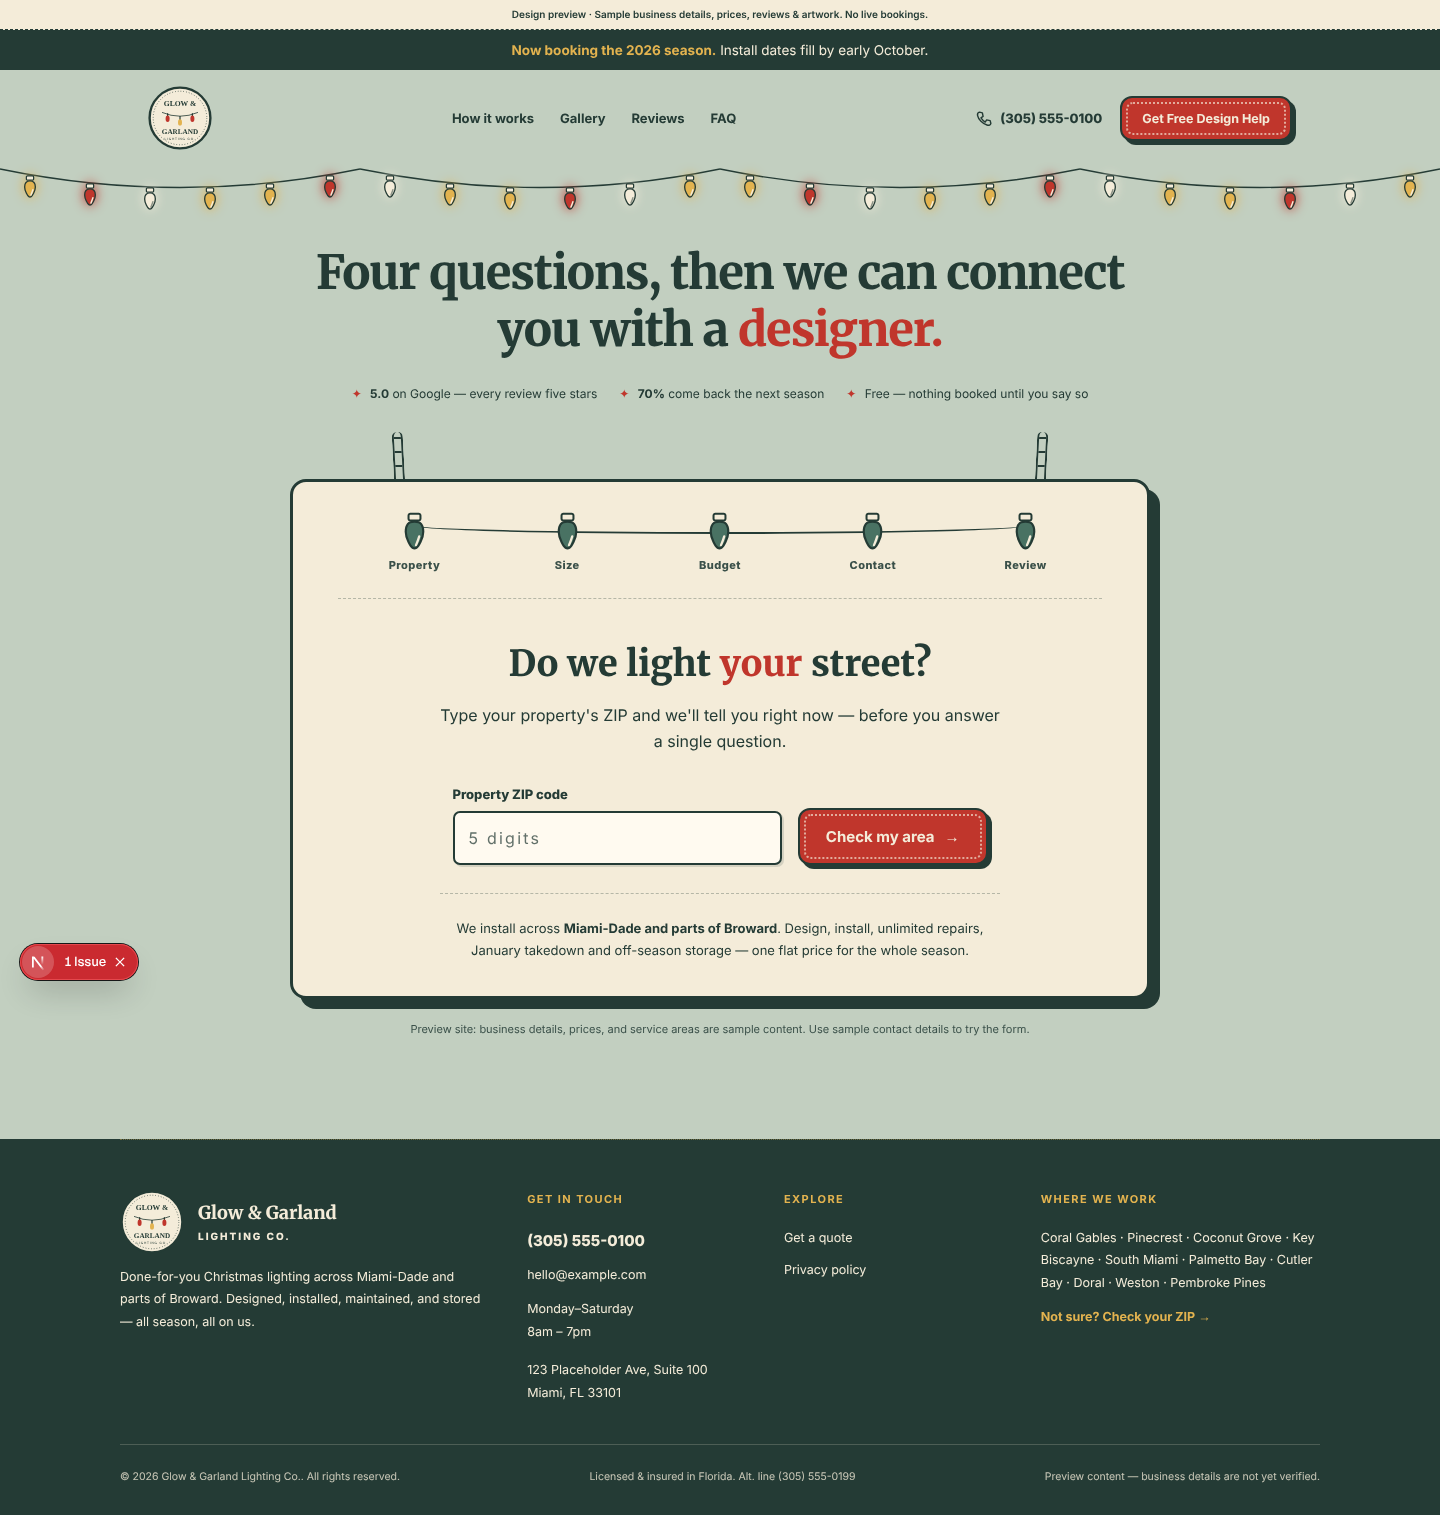 Design preview · Sample business details, prices, reviews & artwork. No live bookings.
Now booking the 2026 season. Install dates fill by early October.
GLOW &
GARLAND
LIGHTING CO.
How it works
Gallery
Reviews
FAQ
(305) 555-0100
Get Free Design Help
Four questions, then we can connect
you with a designer.
✦ 5.0 on Google — every review five stars
✦ 70% come back the next season
✦ Free — nothing booked until you say so
Property
Size
Budget
Contact
Review
Do we light your street?
Type your property's ZIP and we'll tell you right now — before you answer
a single question.
Property ZIP code
5 digits
Check my area →
We install across Miami-Dade and parts of Broward. Design, install, unlimited repairs,
January takedown and off-season storage — one flat price for the whole season.
1 Issue
Preview site: business details, prices, and service areas are sample content. Use sample contact details to try the form.
GLOW &
GARLAND
LIGHTING CO.
Glow & Garland
LIGHTING CO.
Done-for-you Christmas lighting across Miami-Dade and
parts of Broward. Designed, installed, maintained, and stored
— all season, all on us.
GET IN TOUCH
(305) 555-0100
hello@example.com
Monday–Saturday
8am – 7pm
123 Placeholder Ave, Suite 100
Miami, FL 33101
EXPLORE
Get a quote
Privacy policy
WHERE WE WORK
Coral Gables · Pinecrest · Coconut Grove · Key
Biscayne · South Miami · Palmetto Bay · Cutler
Bay · Doral · Weston · Pembroke Pines
Not sure? Check your ZIP →
© 2026 Glow & Garland Lighting Co.. All rights reserved.
Licensed & insured in Florida. Alt. line (305) 555-0199
Preview content — business details are not yet verified.